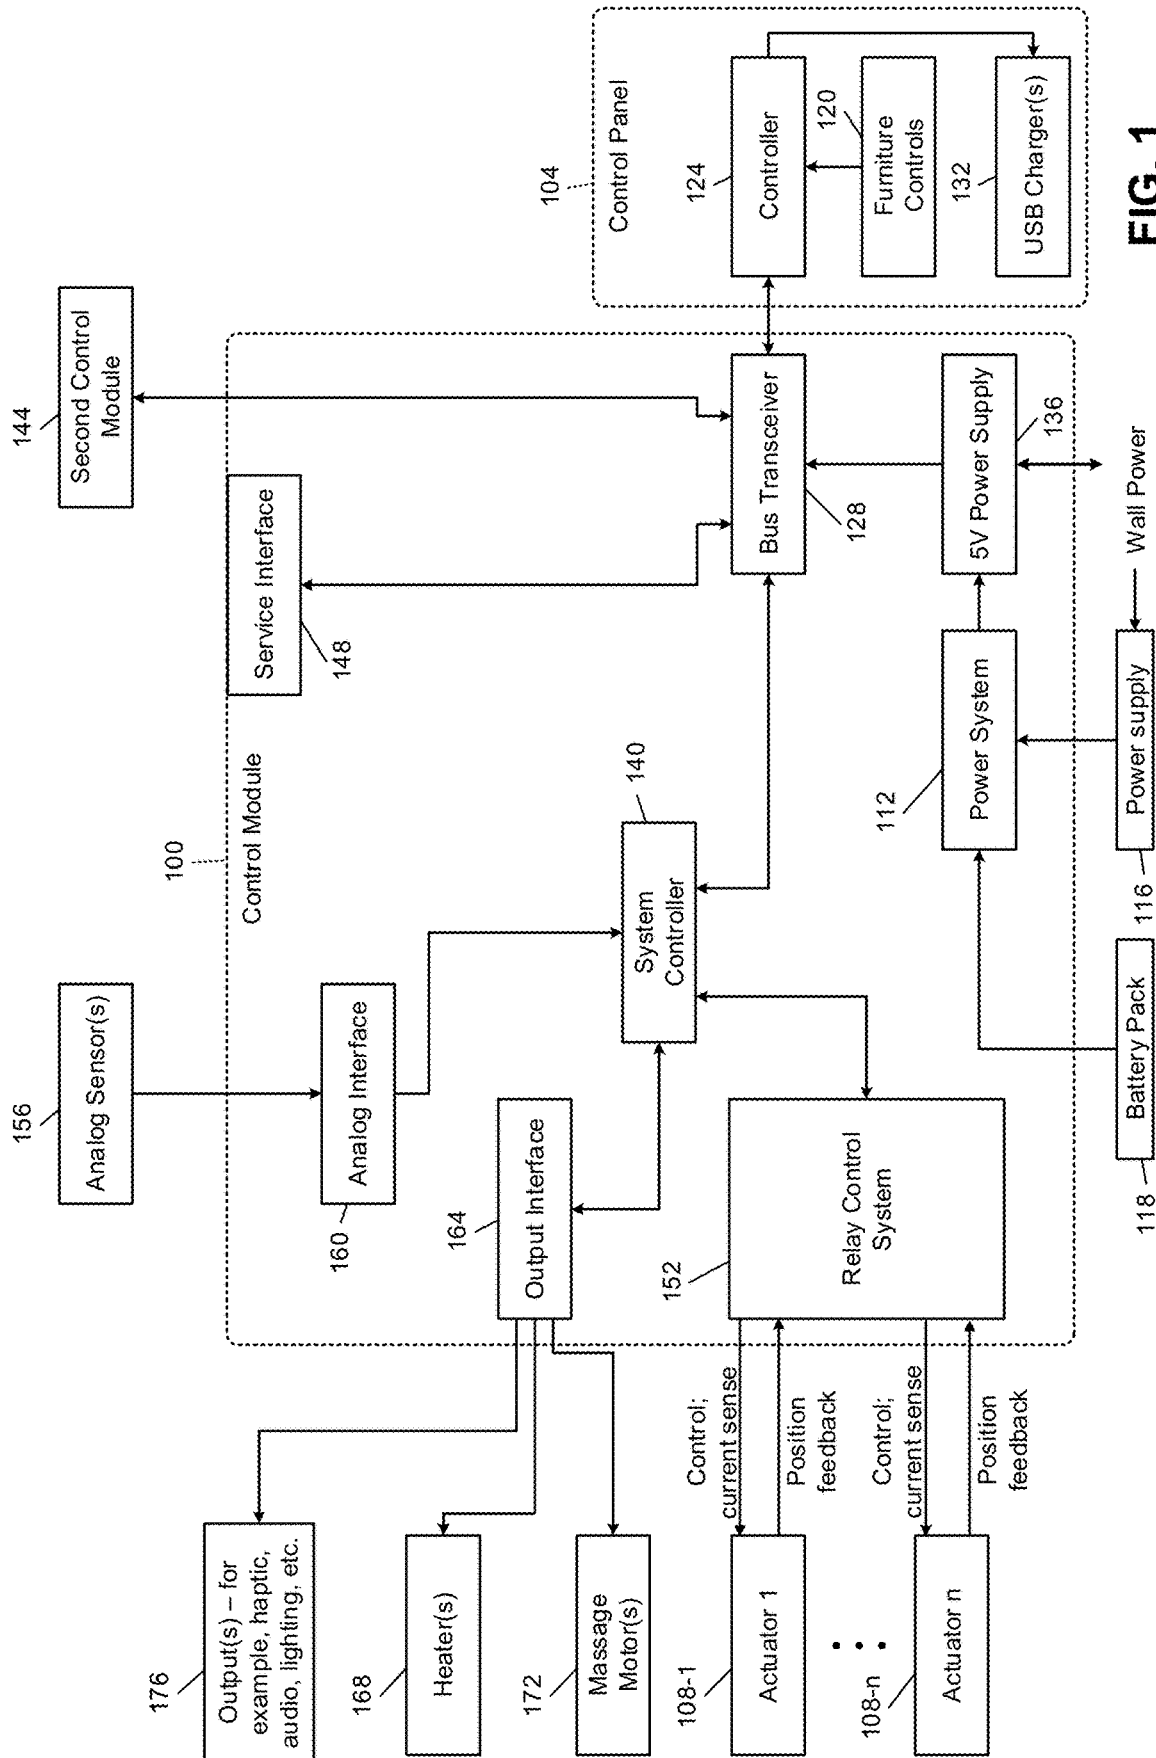 176
Output(s) – for
example, haptic,
audio, lighting, etc.
168
Heater(s)
172
Massage
Motor(s)
108-1
Actuator 1
108-n
Actuator n
Control;
current sense
Position
feedback
Control;
current sense
Position
feedback
156
Analog Sensor(s)
160
Analog Interface
164
Output Interface
152
Relay Control
System
118
Battery Pack
100
Control Module
140
System
Controller
112
Power System
116
Power supply
Wall Power
144
Second Control
Module
148
Service Interface
128
Bus Transceiver
136
5V Power Supply
104
Control Panel
124
Controller
120
Furniture
Controls
132
USB Charger(s)
FIG. 1